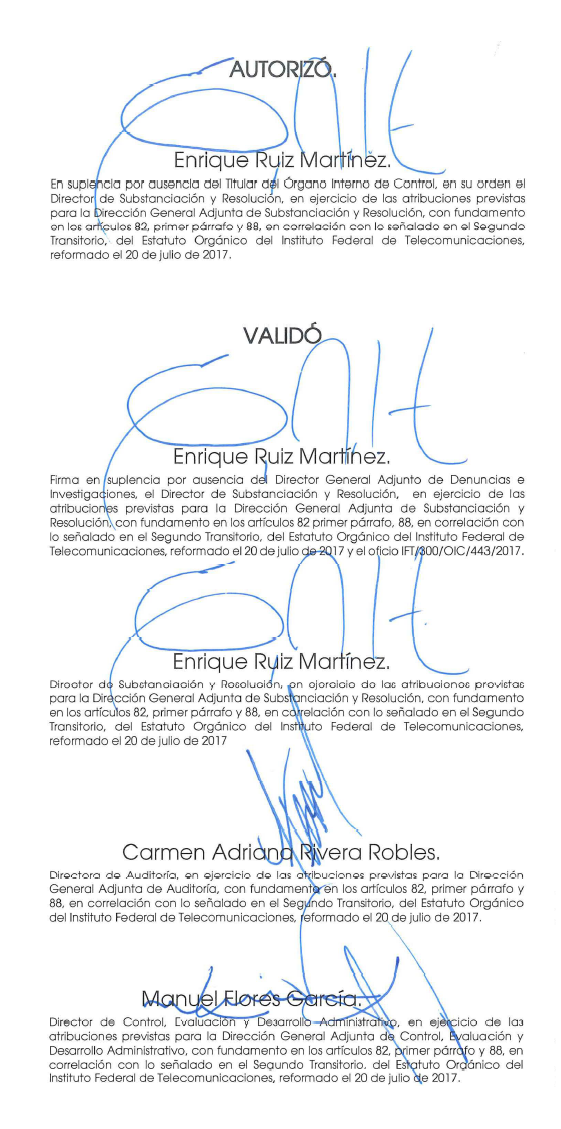 AUTORIZÓ.
Enrique Ruiz Martínez.
En suplencia por ausencia del Titular del Órgano Interno de Control, en su orden el
Director de Substanciación y Resolución, en ejercicio de las atribuciones previstas
para la Dirección General Adjunta de Substanciación y Resolución, con fundamento
en los artículos 82, primer párrafo y 88, en correlación con lo señalado en el Segundo
Transitorio, del Estatuto Orgánico del Instituto Federal de Telecomunicaciones,
reformado el 20 de julio de 2017.
VALIDÓ
Enrique Ruiz Martínez.
Firma en suplencia por ausencia del Director General Adjunto de Denuncias e
Investigaciones, el Director de Substanciación y Resolución, en ejercicio de las
atribuciones previstas para la Dirección General Adjunta de Substanciación y
Resolución, con fundamento en los artículos 82 primer párrafo, 88, en correlación con
lo señalado en el Segundo Transitorio, del Estatuto Orgánico del Instituto Federal de
Telecomunicaciones, reformado el 20 de julio de 2017 y el oficio IFT/300/OIC/443/2017.
Enrique Ruiz Martínez.
Director de Substanciación y Resolución, en ejercicio de las atribuciones previstas
para la Dirección General Adjunta de Substanciación y Resolución, con fundamento
en los artículos 82, primer párrafo y 88, en correlación con lo señalado en el Segundo
Transitorio, del Estatuto Orgánico del Instituto Federal de Telecomunicaciones,
reformado el 20 de julio de 2017
Carmen Adriana Rivera Robles.
Directora de Auditoría, en ejercicio de las atribuciones previstas para la Dirección
General Adjunta de Auditoría, con fundamento en los artículos 82, primer párrafo y
88, en correlación con lo señalado en el Segundo Transitorio, del Estatuto Orgánico
del Instituto Federal de Telecomunicaciones, reformado el 20 de julio de 2017.
Manuel Flores García.
Director de Control, Evaluación y Desarrollo Administrativo, en ejercicio de las
atribuciones previstas para la Dirección General Adjunta de Control, Evaluación y
Desarrollo Administrativo, con fundamento en los artículos 82, primer párrafo y 88, en
correlación con lo señalado en el Segundo Transitorio, del Estatuto Orgánico del
Instituto Federal de Telecomunicaciones, reformado el 20 de julio de 2017.